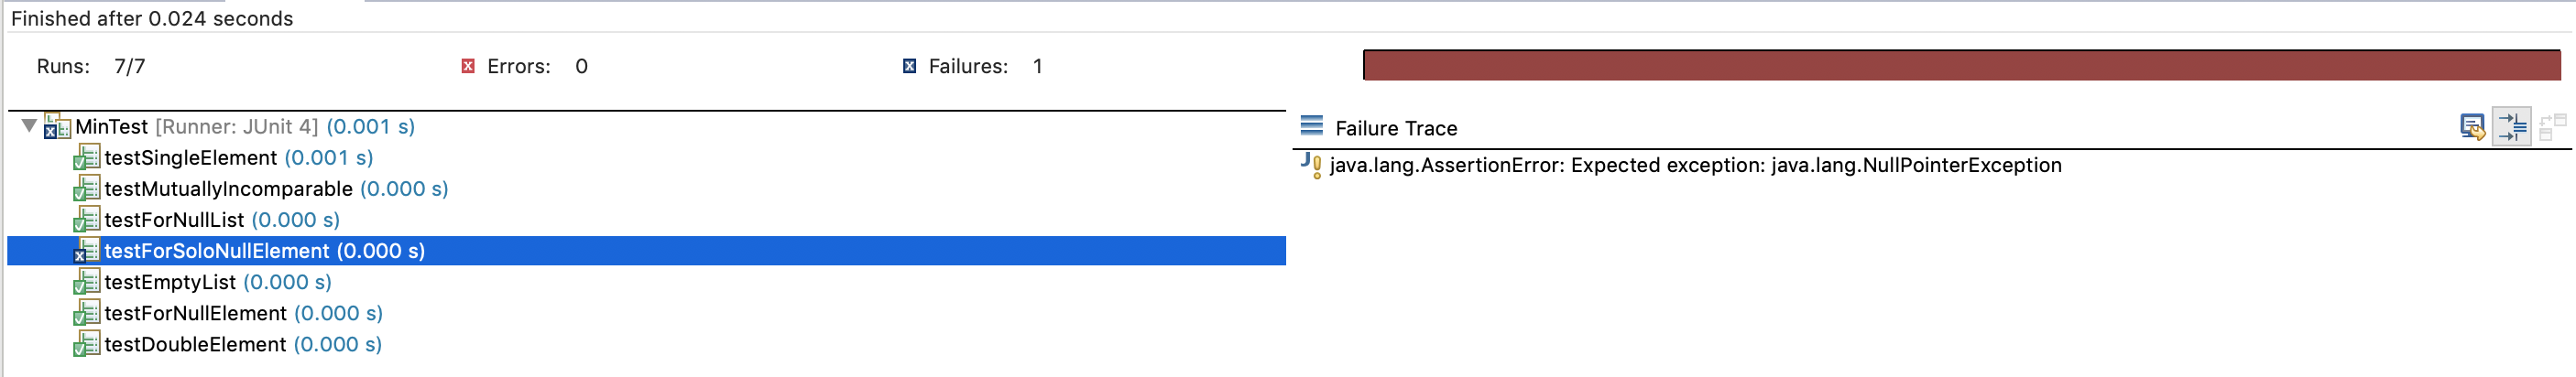 Finished after 0.024 seconds
Runs: 7/7 Errors: 0 Failures: 1
MinTest [Runner: JUnit 4] (0.001 s)
testSingleElement (0.001 s)
testMutuallyIncomparable (0.000 s)
testForNullList (0.000 s)
testForSoloNullElement (0.000 s)
testEmptyList (0.000 s)
testForNullElement (0.000 s)
testDoubleElement (0.000 s)
Failure Trace
java.lang.AssertionError: Expected exception: java.lang.NullPointerException